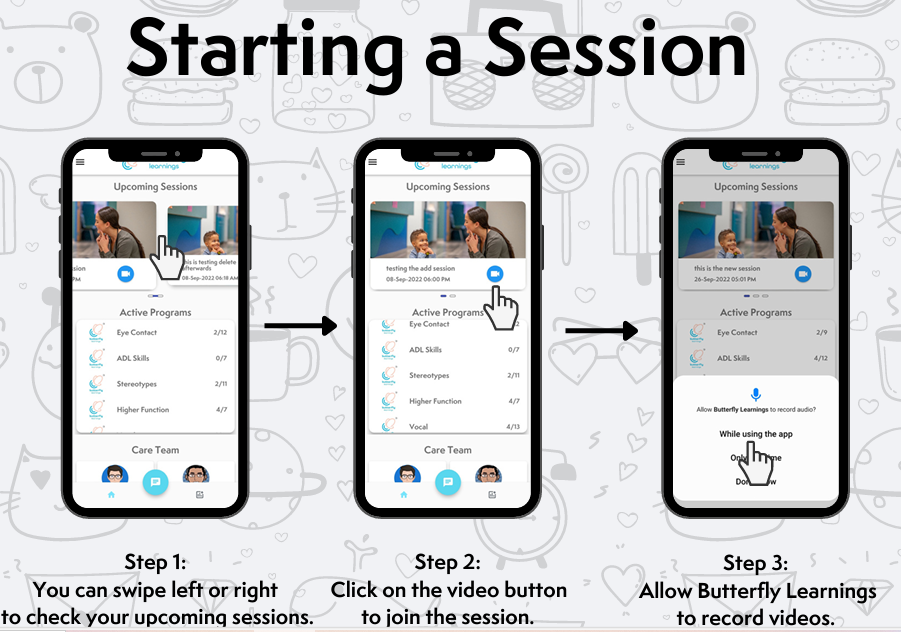 Starting a Session
learnings
Upcoming Sessions
this is testing delete
afterwards
08-Sep-2022 06:18 AM
Active Programs
Eye Contact 2/12
ADL Skills 0/7
Stereotypes 2/11
Higher Function 4/7
Care Team
learnings
Upcoming Sessions
testing the add session
08-Sep-2022 06:00 PM
Active Programs
Eye Contact
ADL Skills 0/7
Stereotypes 2/11
Higher Function 4/7
Vocal 4/13
Care Team
Upcoming Sessions
this is the new session
26-Sep-2022 05:01 PM
Active Programs
Eye Contact 2/9
ADL Skills 4/12
Allow Butterfly Learnings to record audio?
While using the app
Step 1:
You can swipe left or right
to check your upcoming sessions.
Step 2:
Click on the video button
to join the session.
Step 3:
Allow Butterfly Learnings
to record videos.